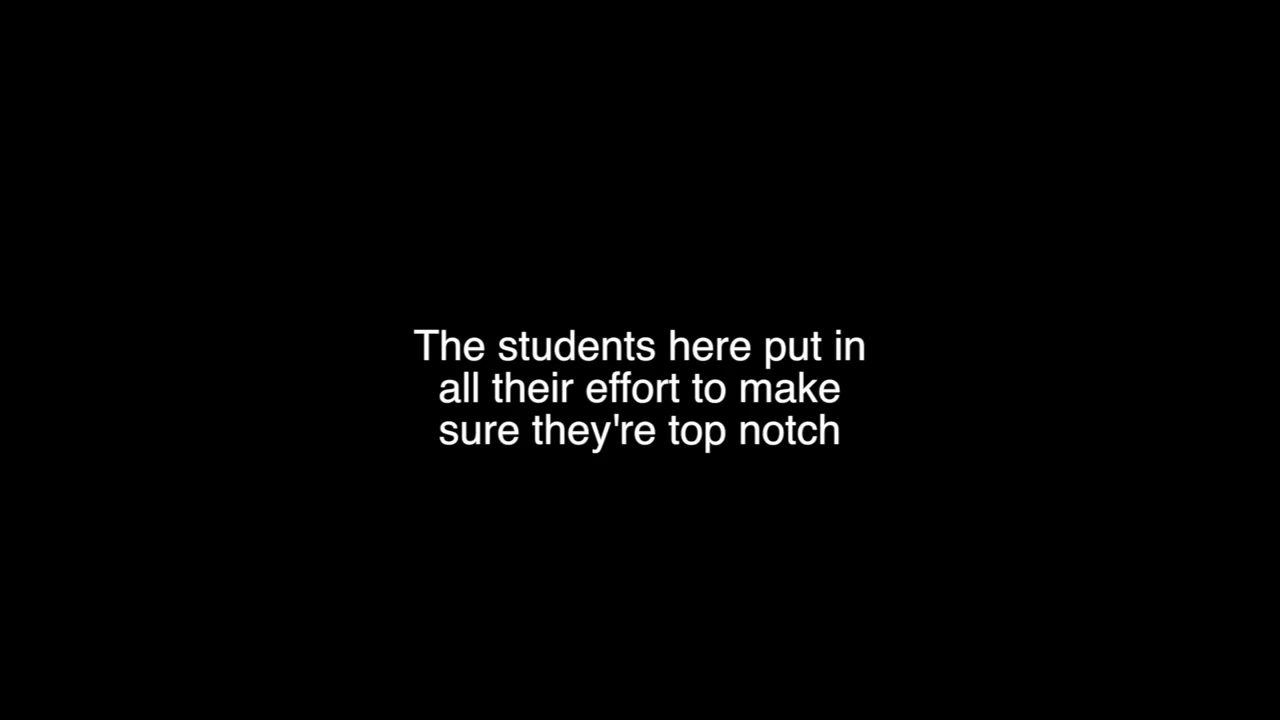 The students here put in
all their effort to make
sure they're top notch